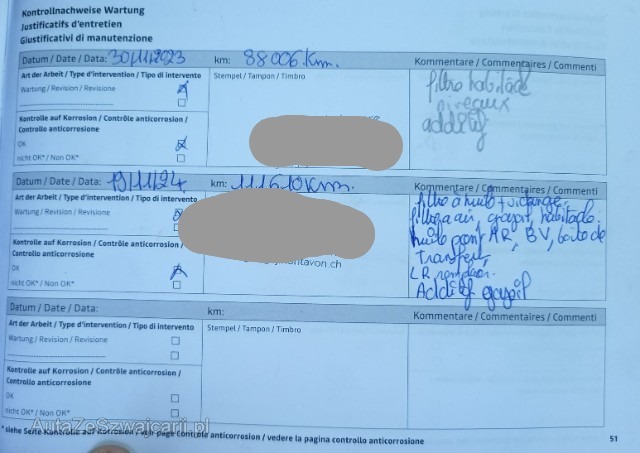 Kontrollnachweise Wartung
Justificatifs d'entretien
Giustificativi di manutenzione
Datum / Date / Data: 30/11/2023 km: 88006 Km. Kommentare / Commentaires / Commenti
Art der Arbeit / Type d'intervention / Tipo di intervento Stempel / Tampon / Timbro
Wartung / Revision / Revisione
filtre habitacle
niveaux
additif
Kontrolle auf Korrosion / Contrôle anticorrosion /
Controllo anticorrosione
OK
nicht OK* / Non OK*
Datum / Date / Data: 19/11/24. km: 111610 Km. Kommentare / Commentaires / Commenti
Art der Arbeit / Type d'intervention / Tipo di
Wartung / Revision / Revisione
filtre à huile + vidange,
filtre à air, gasoil, habitacle.
huile pont AR, BV, boite de
transfert,
LR
Additif gasoil
Kontrolle auf Korrosion / Contrôle anticorrosion /
Controllo anticorrosione
OK
nicht OK* / Non OK*
ontavon.ch
Datum / Date / Data: km: Kommentare / Commentaires / Commenti
Art der Arbeit / Type d'intervention / Tipo di intervento Stempel / Tampon / Timbro
Wartung / Revision / Revisione
Kontrolle auf Korrosion / Contrôle anticorrosion /
Controllo anticorrosione
OK
nicht OK* / Non OK*
AutaZeSzwajcarii.pl
*siehe Seite Kontrolle auf Korrosion / voir page Contrôle anticorrosion / vedere la pagina controllo anticorrosione
51